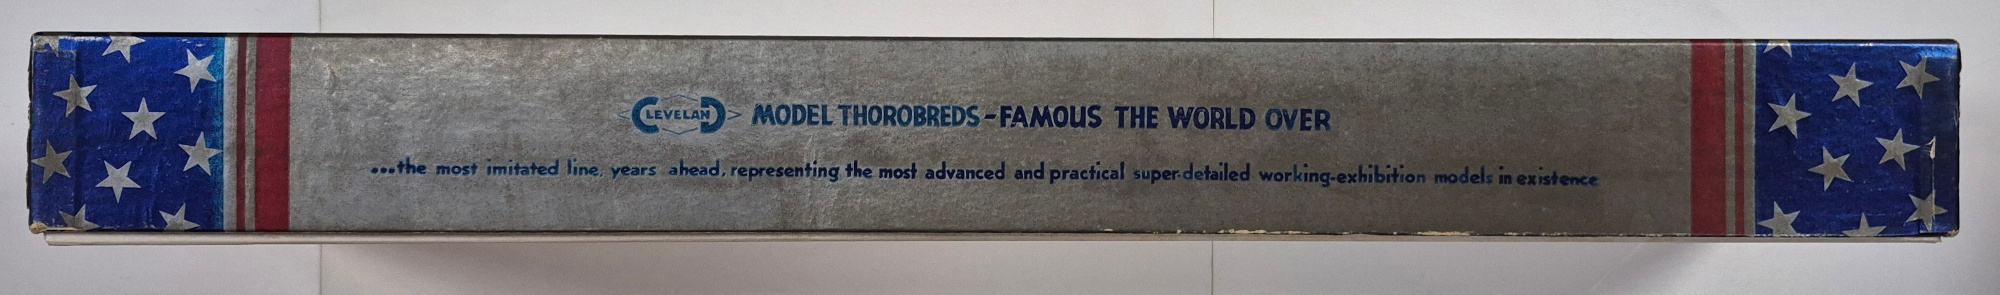 CLEVELAND MODEL THOROBREDS-FAMOUS THE WORLD OVER
...the most imitated line, years ahead, representing the most advanced and practical super-detailed working-exhibition models in existence